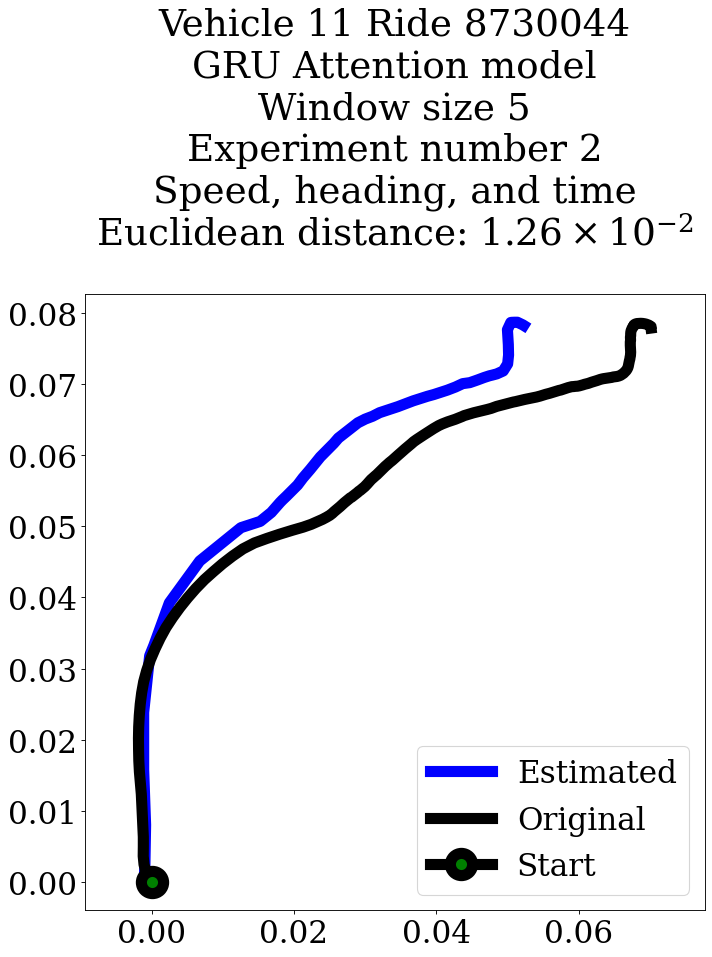 Vehicle 11 Ride 8730044
GRU Attention model
Window size 5
Experiment number 2
Speed, heading, and time
Euclidean distance: 1.26 × 10⁻²
0.08
0.07
0.06
0.05
0.04
0.03
0.02
0.01
0.00
Estimated
Original
Start
0.00 0.02 0.04 0.06